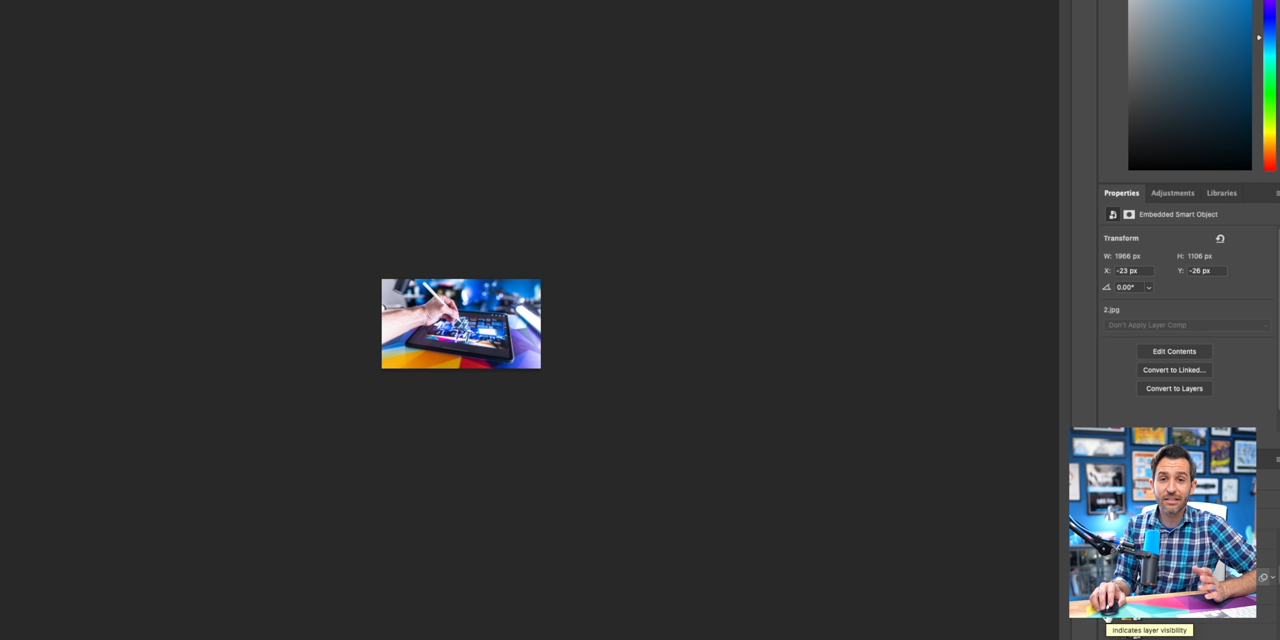 Properties Adjustments Libraries
Embedded Smart Object
Transform
W: 1966 px H: 1106 px
X: -23 px Y: -26 px
0.00°
2.jpg
Don't Apply Layer Comp
Edit Contents
Convert to Linked...
Convert to Layers
Indicates layer visibility